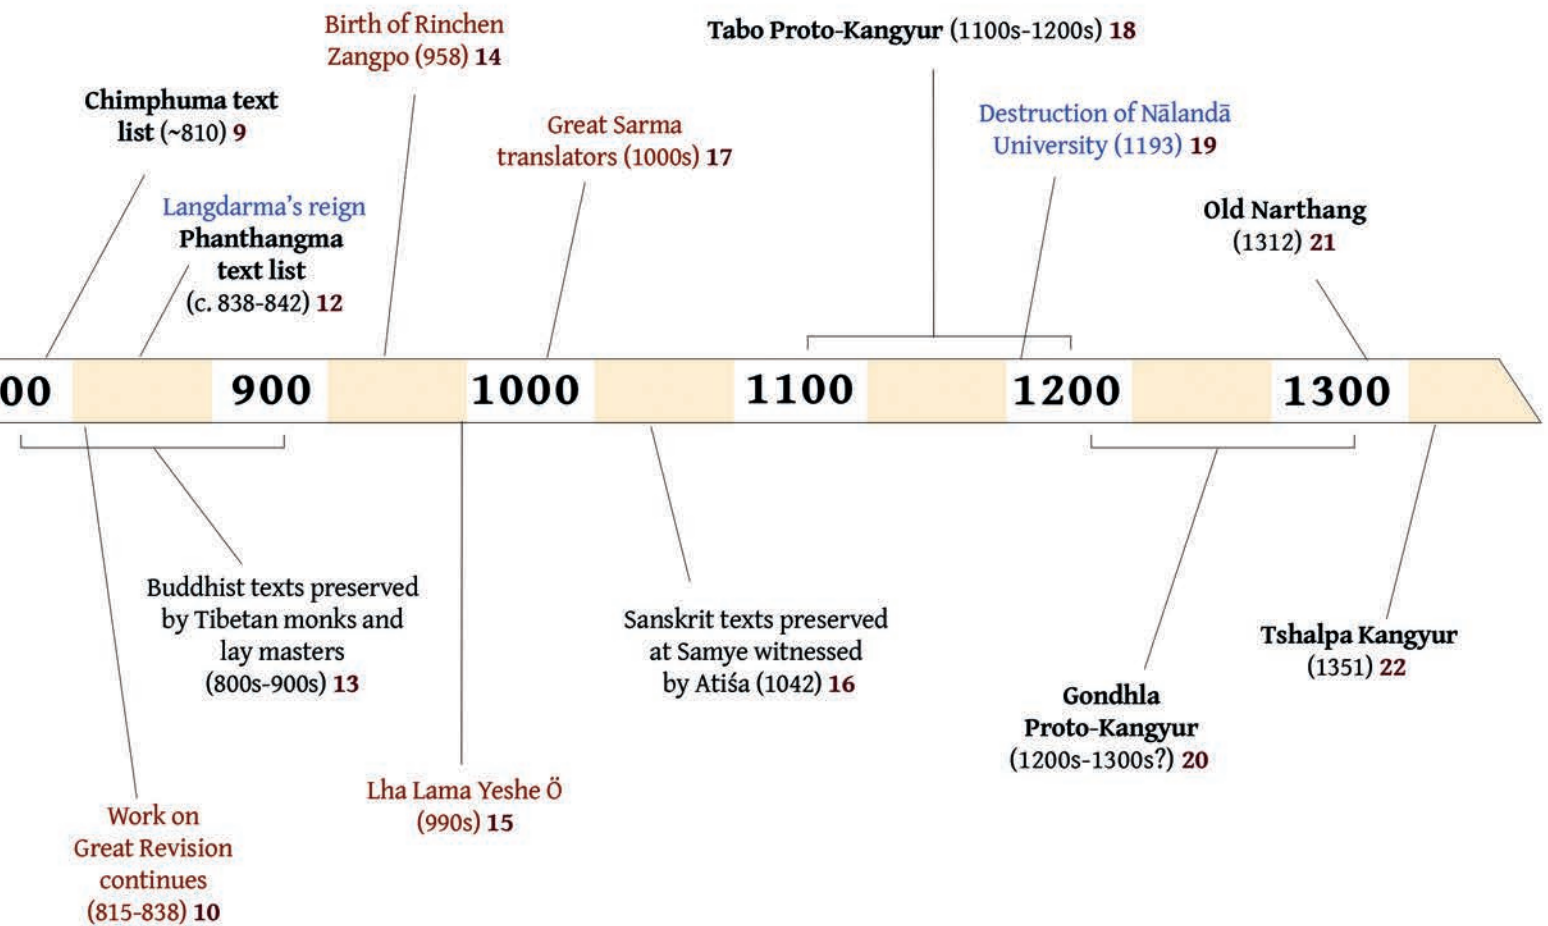 Birth of Rinchen
Zangpo (958) 14
Tabo Proto-Kangyur (1100s-1200s) 18
Chimphuma text
list (~810) 9
Great Sarma
translators (1000s) 17
Destruction of Nālandā
University (1193) 19
Langdarma’s reign
Phanthangma
text list
(c. 838-842) 12
Old Narthang
(1312) 21
00 900 1000 1100 1200 1300
Buddhist texts preserved
by Tibetan monks and
lay masters
(800s-900s) 13
Sanskrit texts preserved
at Samye witnessed
by Atiśa (1042) 16
Tshalpa Kangyur
(1351) 22
Gondhla
Proto-Kangyur
(1200s-1300s?) 20
Lha Lama Yeshe Ö
(990s) 15
Work on
Great Revision
continues
(815-838) 10